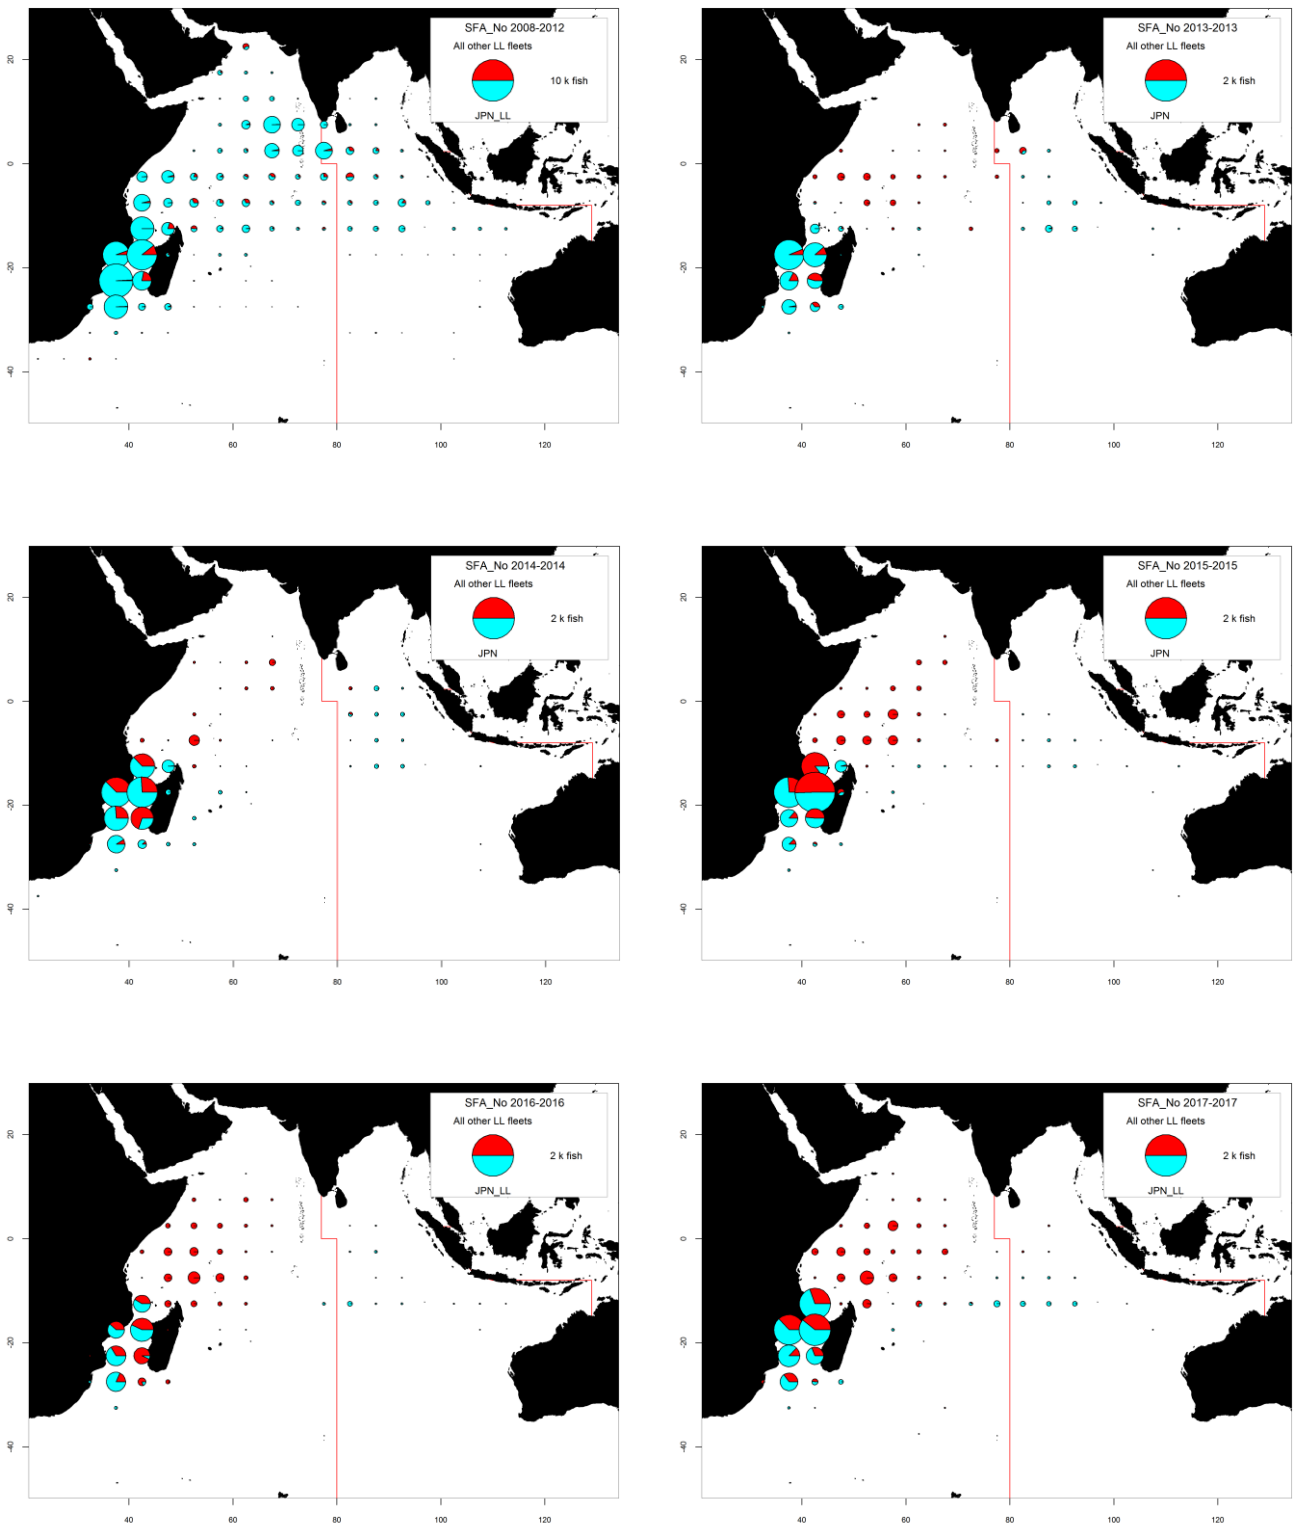 SFA_No 2008-2012
All other LL fleets
10 k fish
JPN_LL
20
0
-20
-40
40
60
80
100
120
SFA_No 2013-2013
All other LL fleets
2 k fish
JPN
20
0
-20
-40
40
60
80
100
120
SFA_No 2014-2014
All other LL fleets
2 k fish
JPN
20
0
-20
-40
40
60
80
100
120
SFA_No 2015-2015
All other LL fleets
2 k fish
JPN
20
0
-20
-40
40
60
80
100
120
SFA_No 2016-2016
All other LL fleets
2 k fish
JPN_LL
20
0
-20
-40
40
60
80
100
120
SFA_No 2017-2017
All other LL fleets
2 k fish
JPN_LL
20
0
-20
-40
40
60
80
100
120